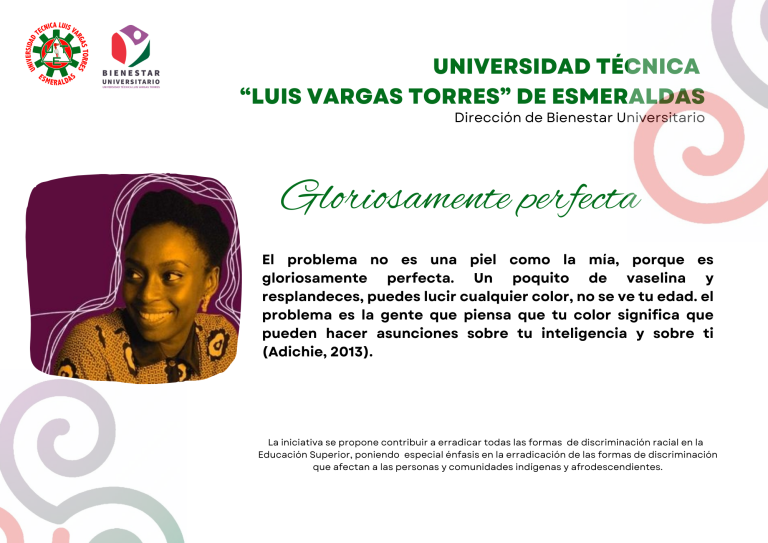 UNIVERSIDAD TÉCNICA LUIS VARGAS TORRES
ESMERALDAS
BIENESTAR
UNIVERSITARIO
UNIVERSIDAD TÉCNICA
“LUIS VARGAS TORRES” DE ESMERALDAS
Dirección de Bienestar Universitario
Gloriosamente perfecta
El problema no es una piel como la mía, porque es
gloriosamente perfecta. Un poquito de vaselina y
resplandeces, puedes lucir cualquier color, no se ve tu edad. el
problema es la gente que piensa que tu color significa que
pueden hacer asunciones sobre tu inteligencia y sobre ti
(Adichie, 2013).
La iniciativa se propone contribuir a erradicar todas las formas de discriminación racial en la
Educación Superior, poniendo especial énfasis en la erradicación de las formas de discriminación
que afectan a las personas y comunidades indígenas y afrodescendientes.